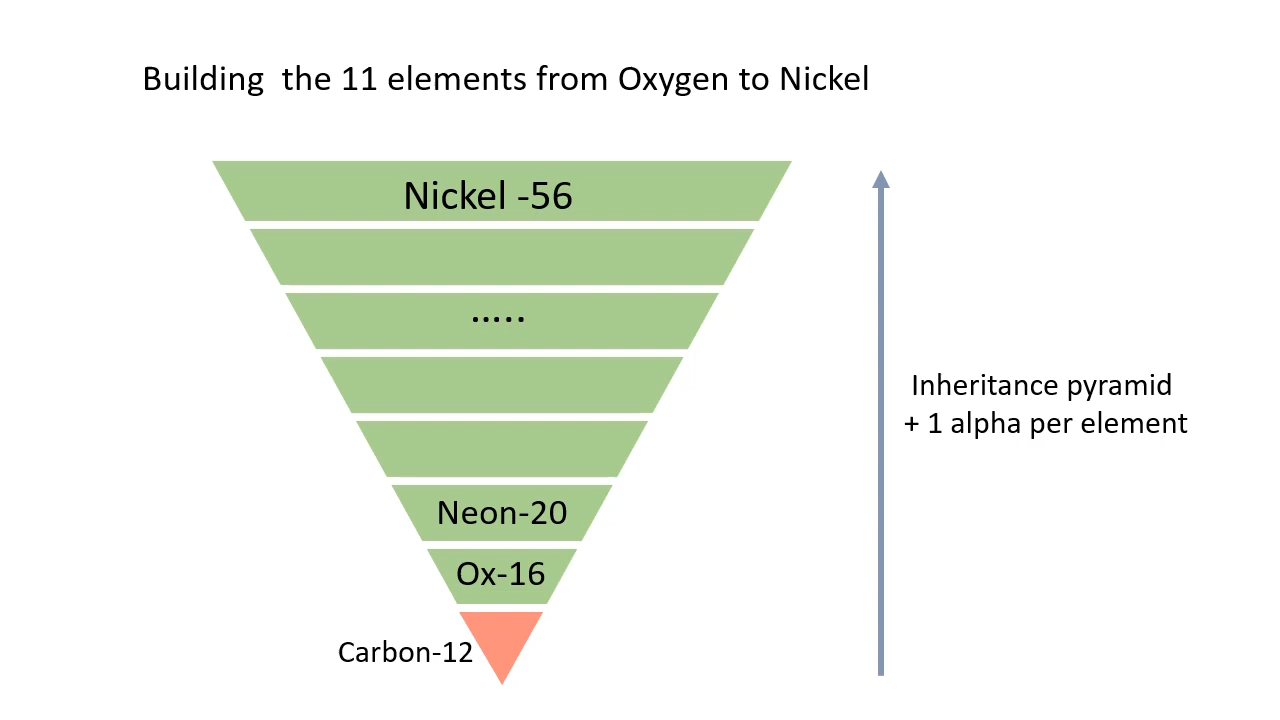 Building  the 11 elements from Oxygen to Nickel
Nickel -56
.....
Inheritance pyramid
+ 1 alpha per element
Neon-20
Ox-16
Carbon-12